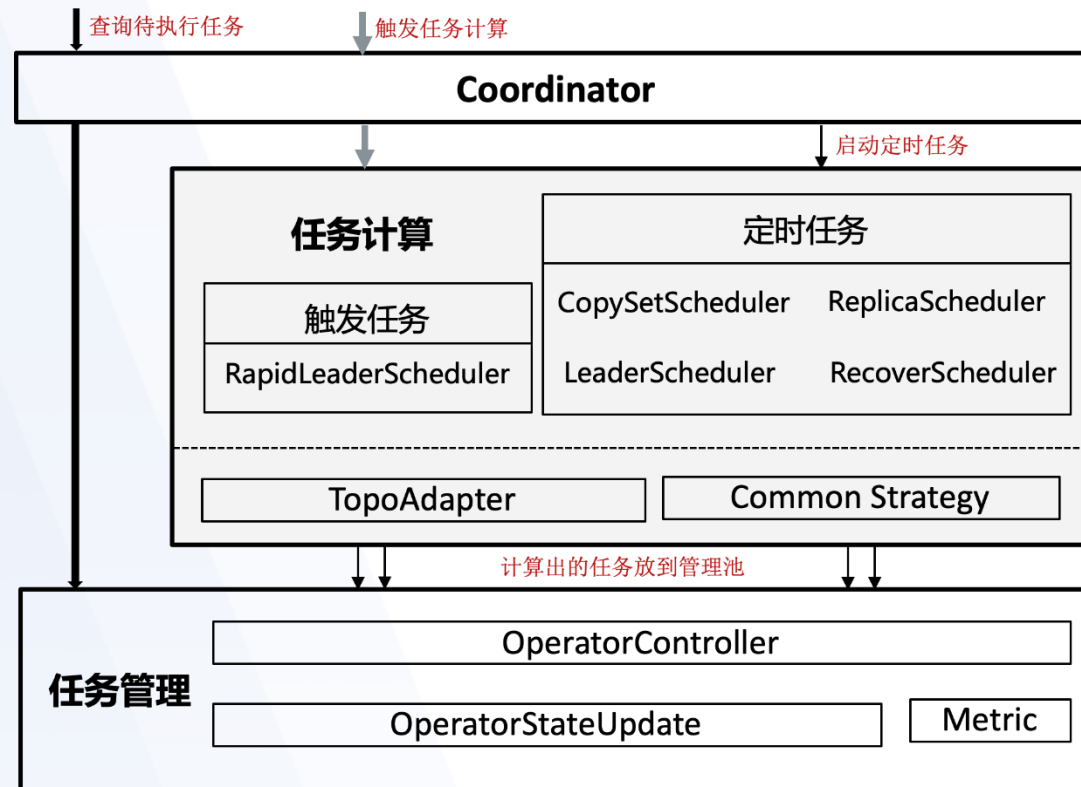 查询待执行任务
触发任务计算
Coordinator
启动定时任务
任务计算
定时任务
触发任务
CopySetScheduler
ReplicaScheduler
RapidLeaderScheduler
LeaderScheduler
RecoverScheduler
TopoAdapter
Common Strategy
计算出的任务放到管理池
OperatorController
任务管理
OperatorStateUpdate
Metric